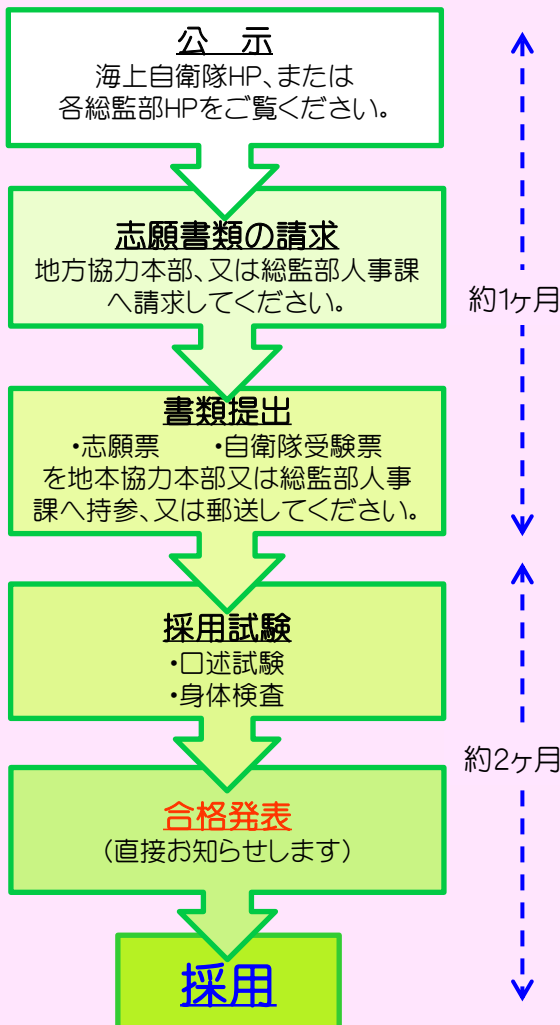 公　示
海上自衛隊HP、または
各総監部HPをご覧ください。
志願書類の請求
地方協力本部、又は総監部人事課
へ請求してください。
約1ヶ月
書類提出
・志願票　　・自衛隊受験票
を地本協力本部又は総監部人事
課へ持参、又は郵送してください。
採用試験
・口述試験
・身体検査
約2ヶ月
合格発表
（直接お知らせします）
採用